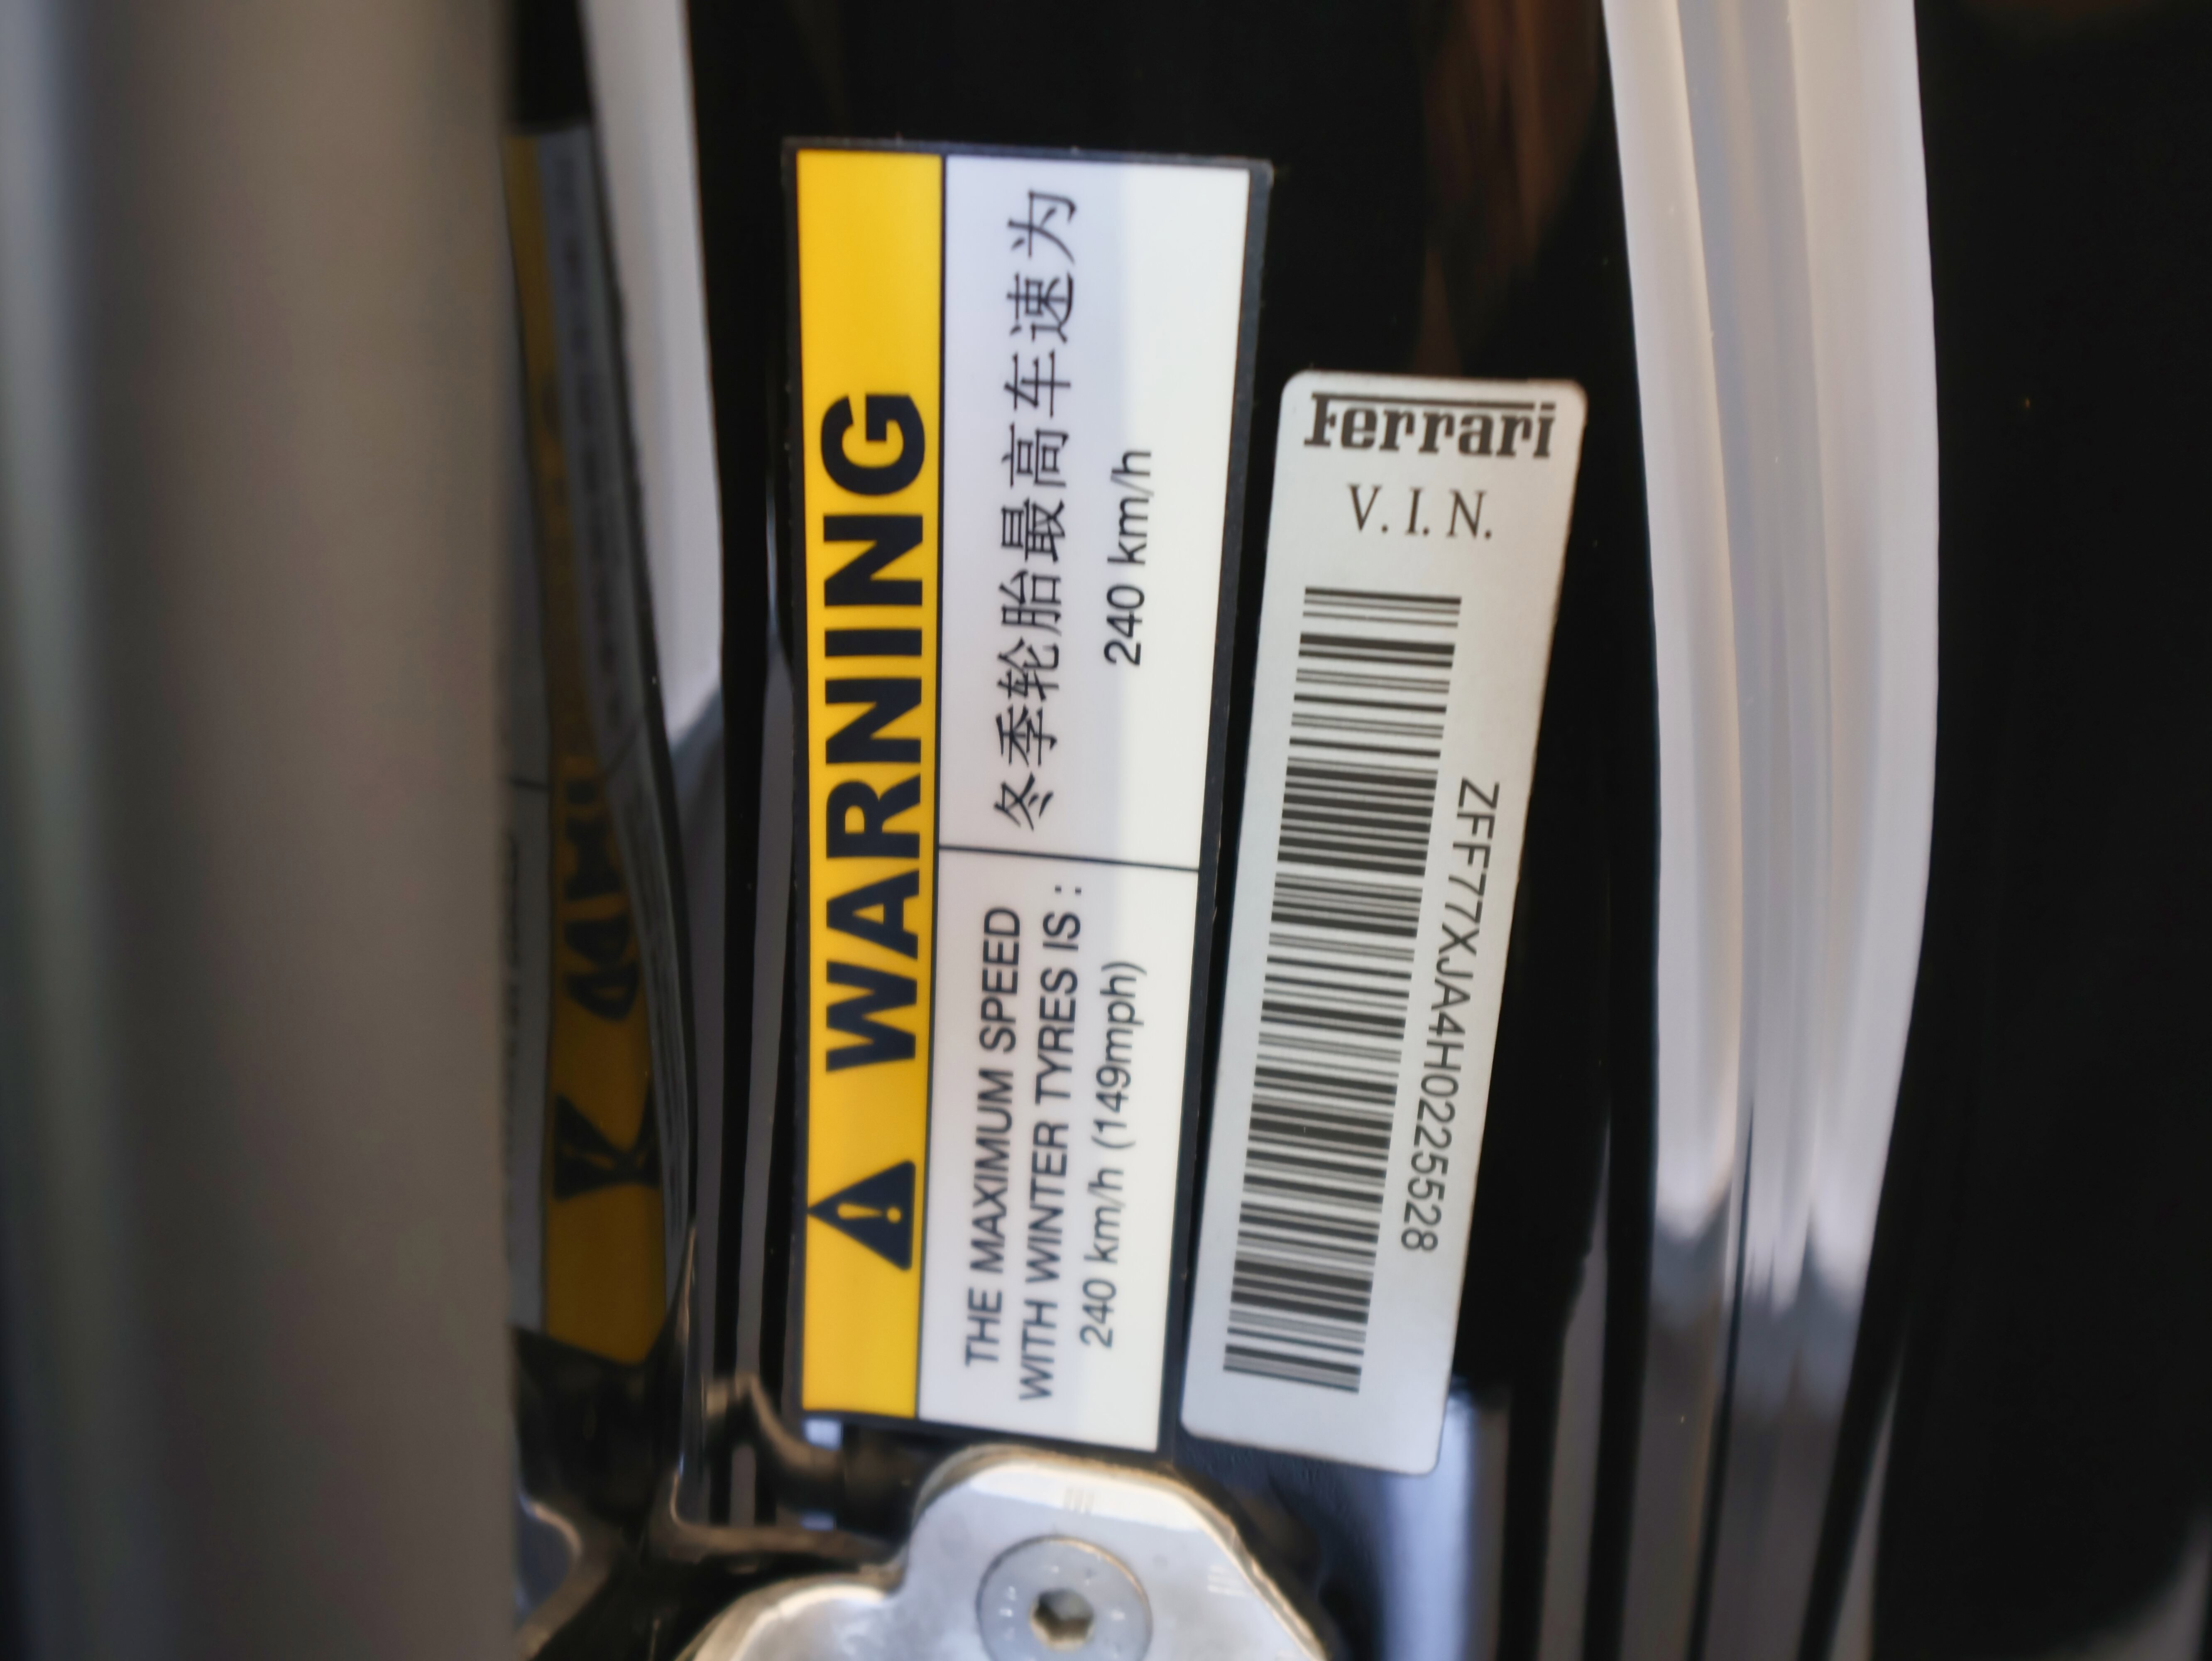 WARNING
THE MAXIMUM SPEED
WITH WINTER TYRES IS :
240 km/h (149mph)
冬季轮胎最高车速为
240 km/h
Ferrari
V.I.N.
ZFF77XJA4H0225528